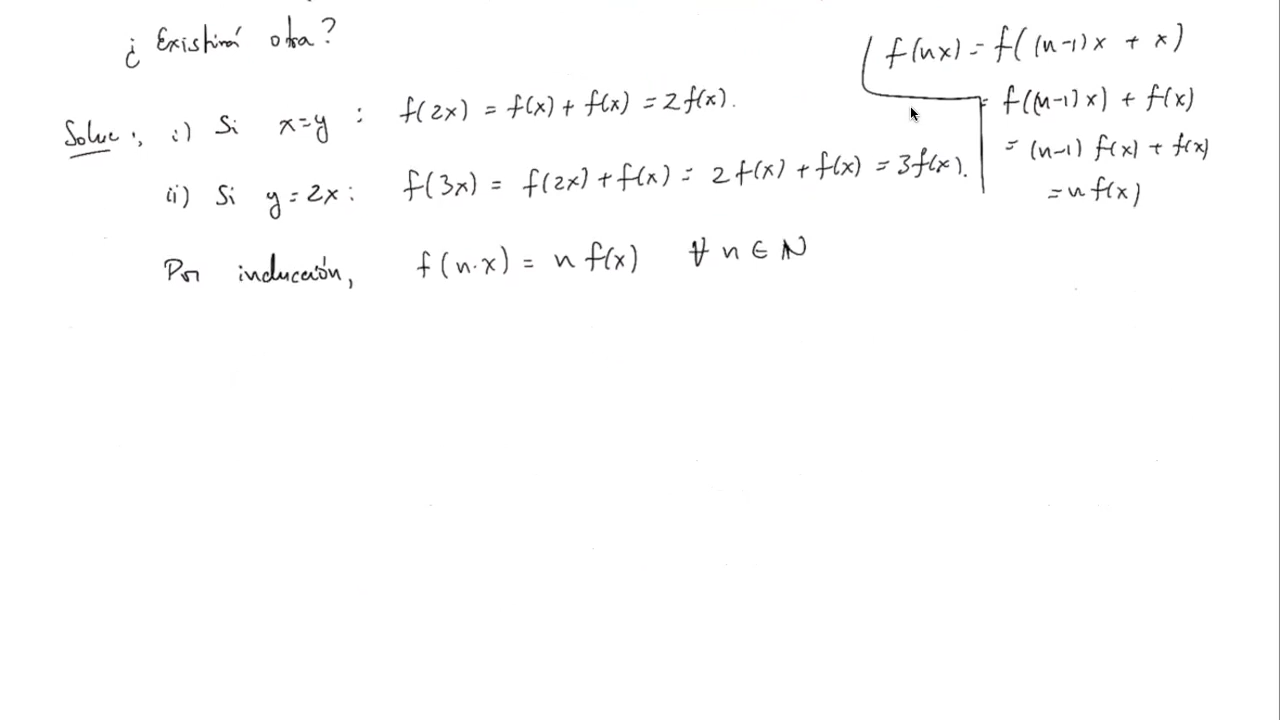 ¿ Existirá otra?
Soluc:. i) Si x=y : f(2x) = f(x) + f(x) = 2f(x).
ii) Si y=2x: f(3x) = f(2x)+f(x) = 2f(x)+f(x) = 3f(x).
Por inducción, f(n·x) = n f(x) ∀ n ∈ N
f(nx) = f((n-1)x + x)
= f((n-1)x) + f(x)
= (n-1) f(x) + f(x)
= n f(x)